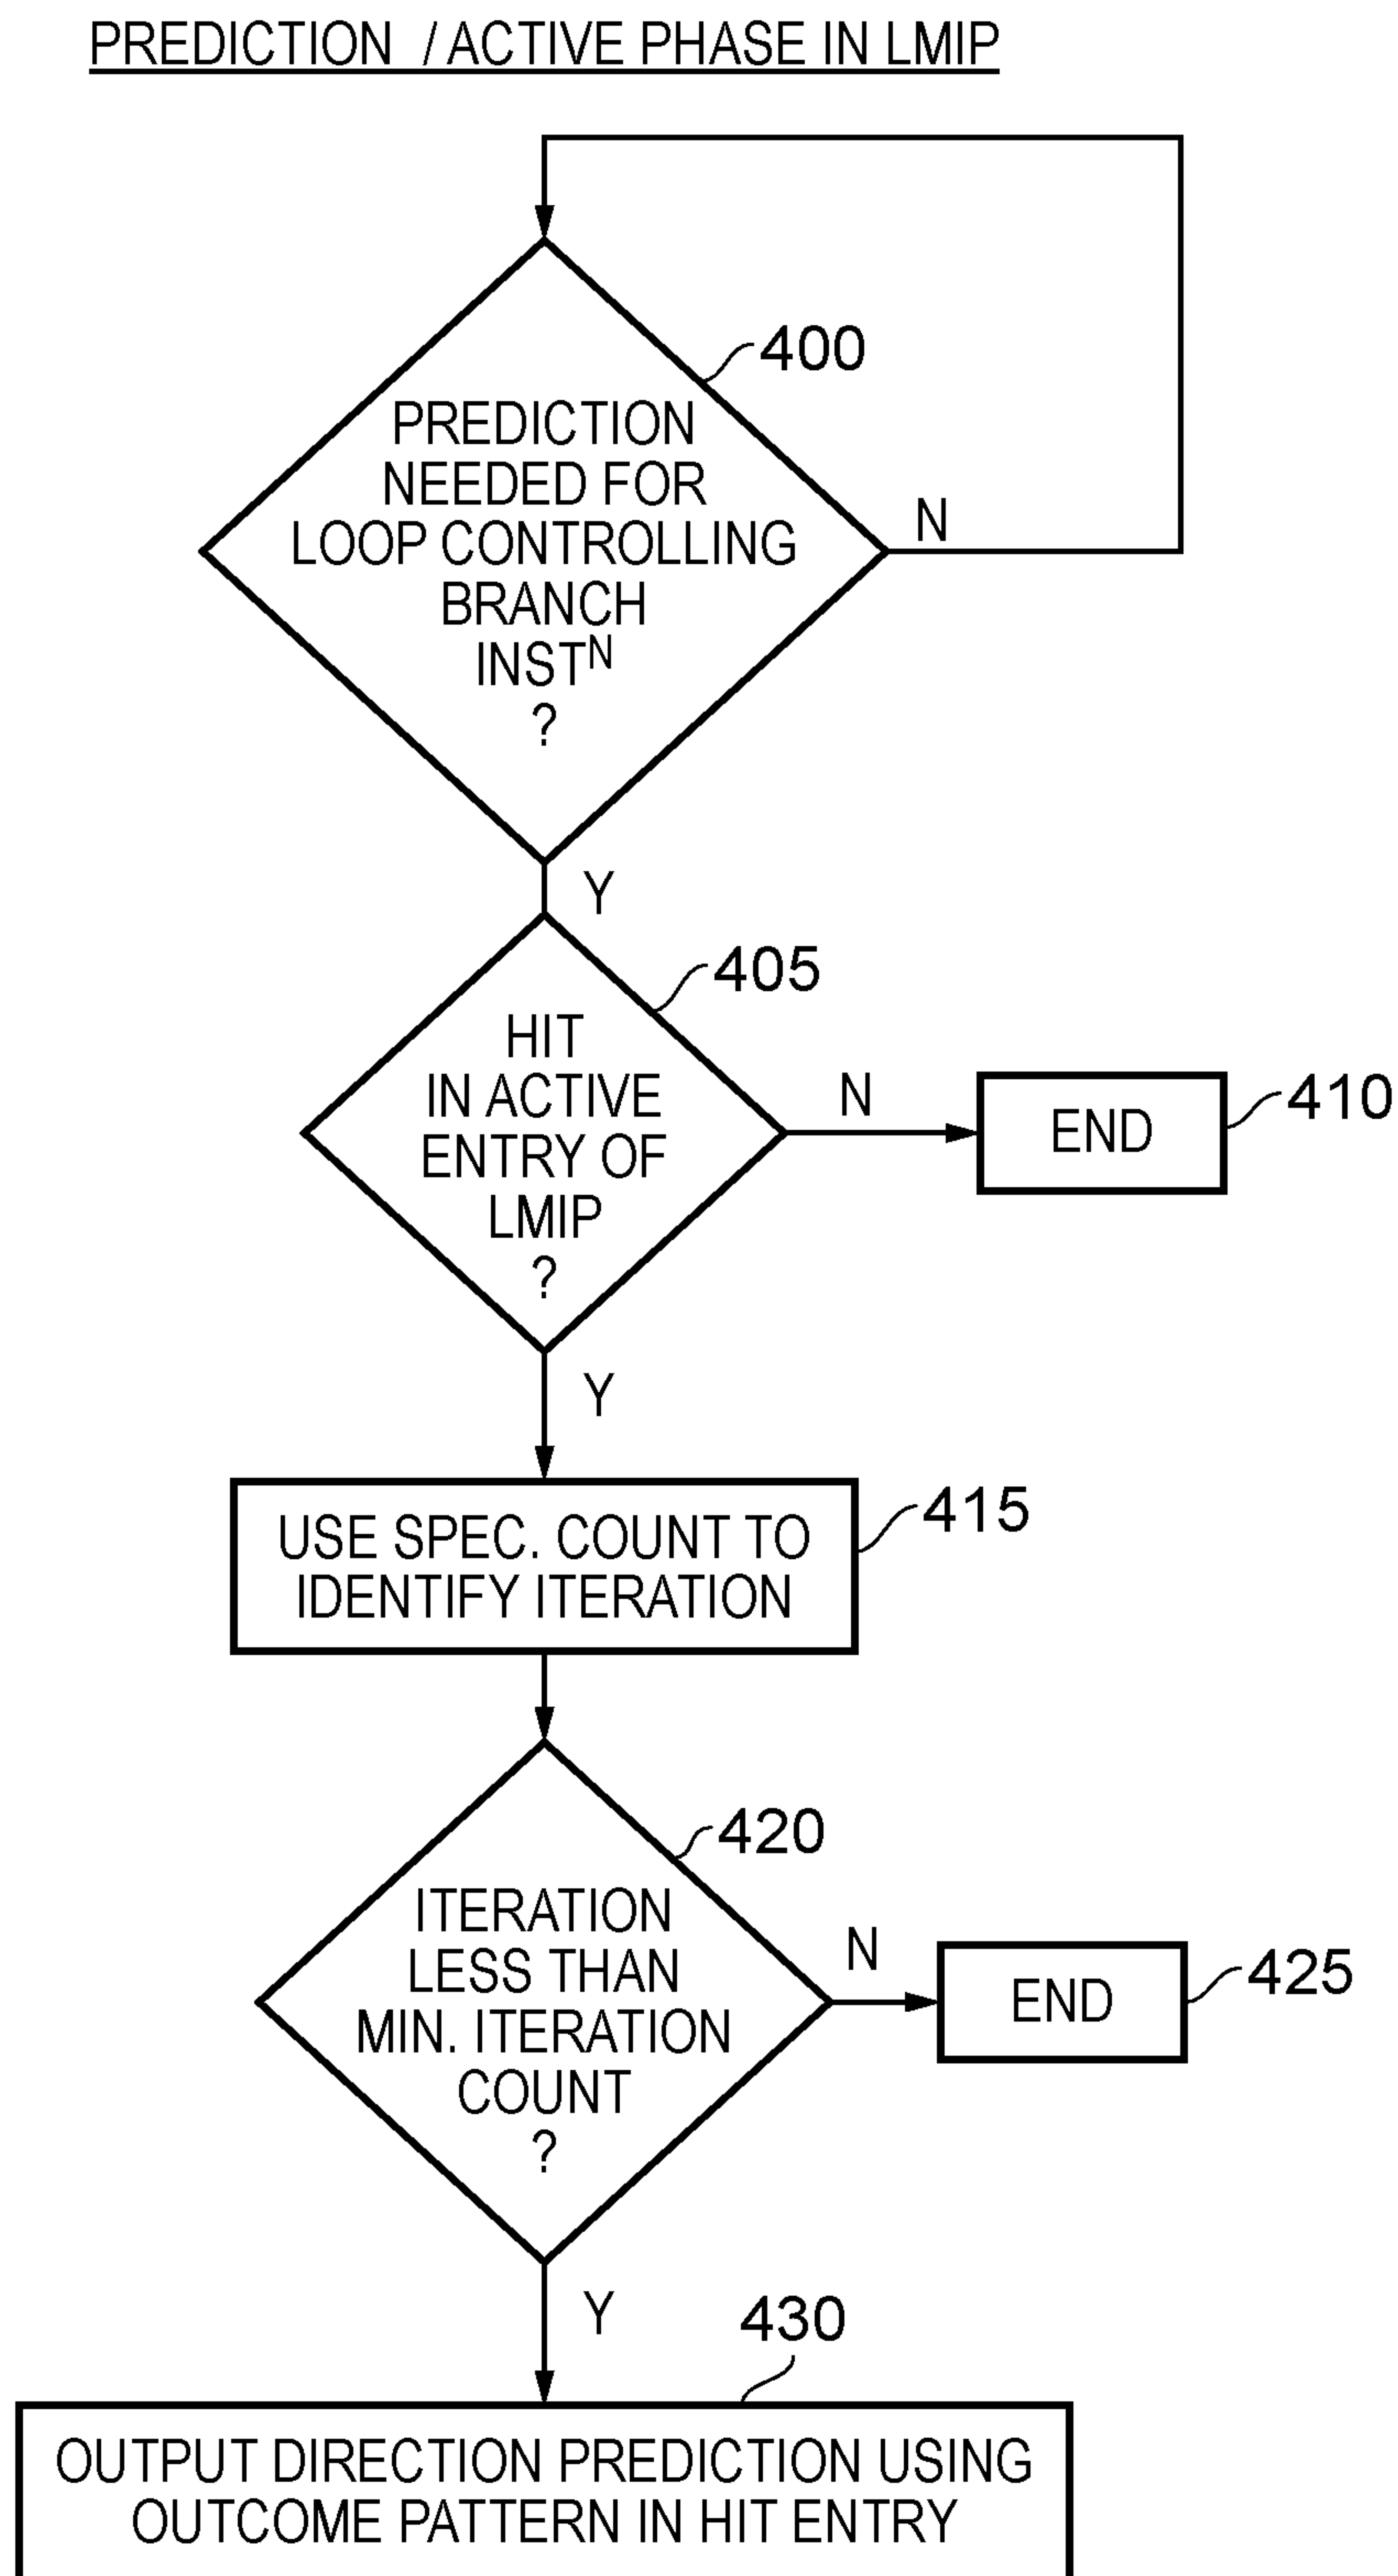 PREDICTION / ACTIVE PHASE IN LMIP
400
PREDICTION
NEEDED FOR
LOOP CONTROLLING
BRANCH
INSTᴺ
?
N
Y
405
HIT
IN ACTIVE
ENTRY OF
LMIP
?
N
END
410
Y
USE SPEC. COUNT TO
IDENTIFY ITERATION
415
420
ITERATION
LESS THAN
MIN. ITERATION
COUNT
?
N
END
425
Y
430
OUTPUT DIRECTION PREDICTION USING
OUTCOME PATTERN IN HIT ENTRY